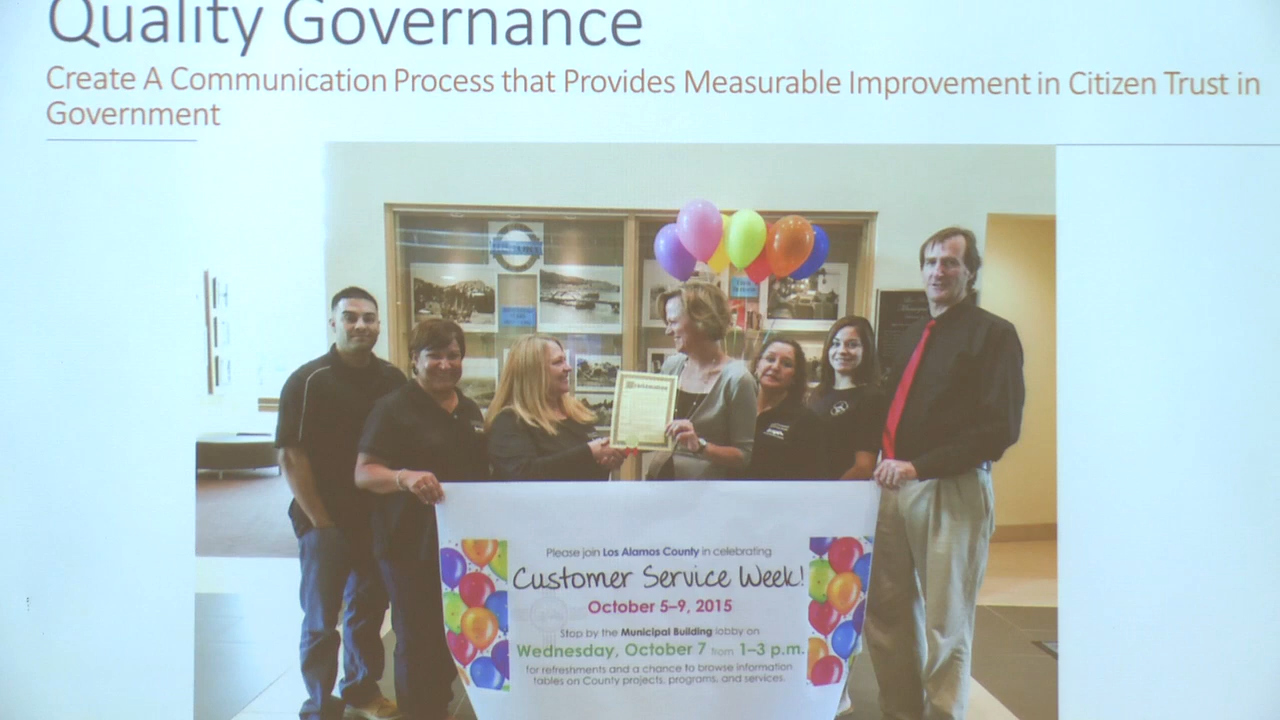 Quality Governance
Create A Communication Process that Provides Measurable Improvement in Citizen Trust in
Government
Please join Los Alamos County in celebrating
Customer Service Week!
October 5–9, 2015
Stop by the Municipal Building lobby on
Wednesday, October 7 from 1–3 p.m.
for refreshments and a chance to browse information
tables on County projects, programs, and services.